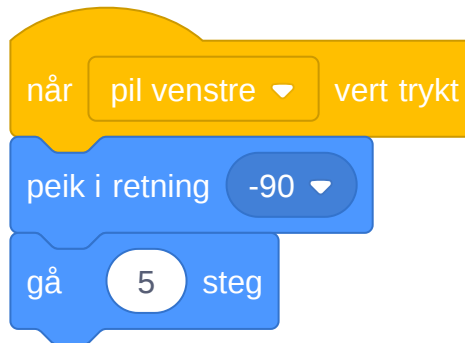 når pil venstre vert trykt
peik i retning -90
gå 5 steg